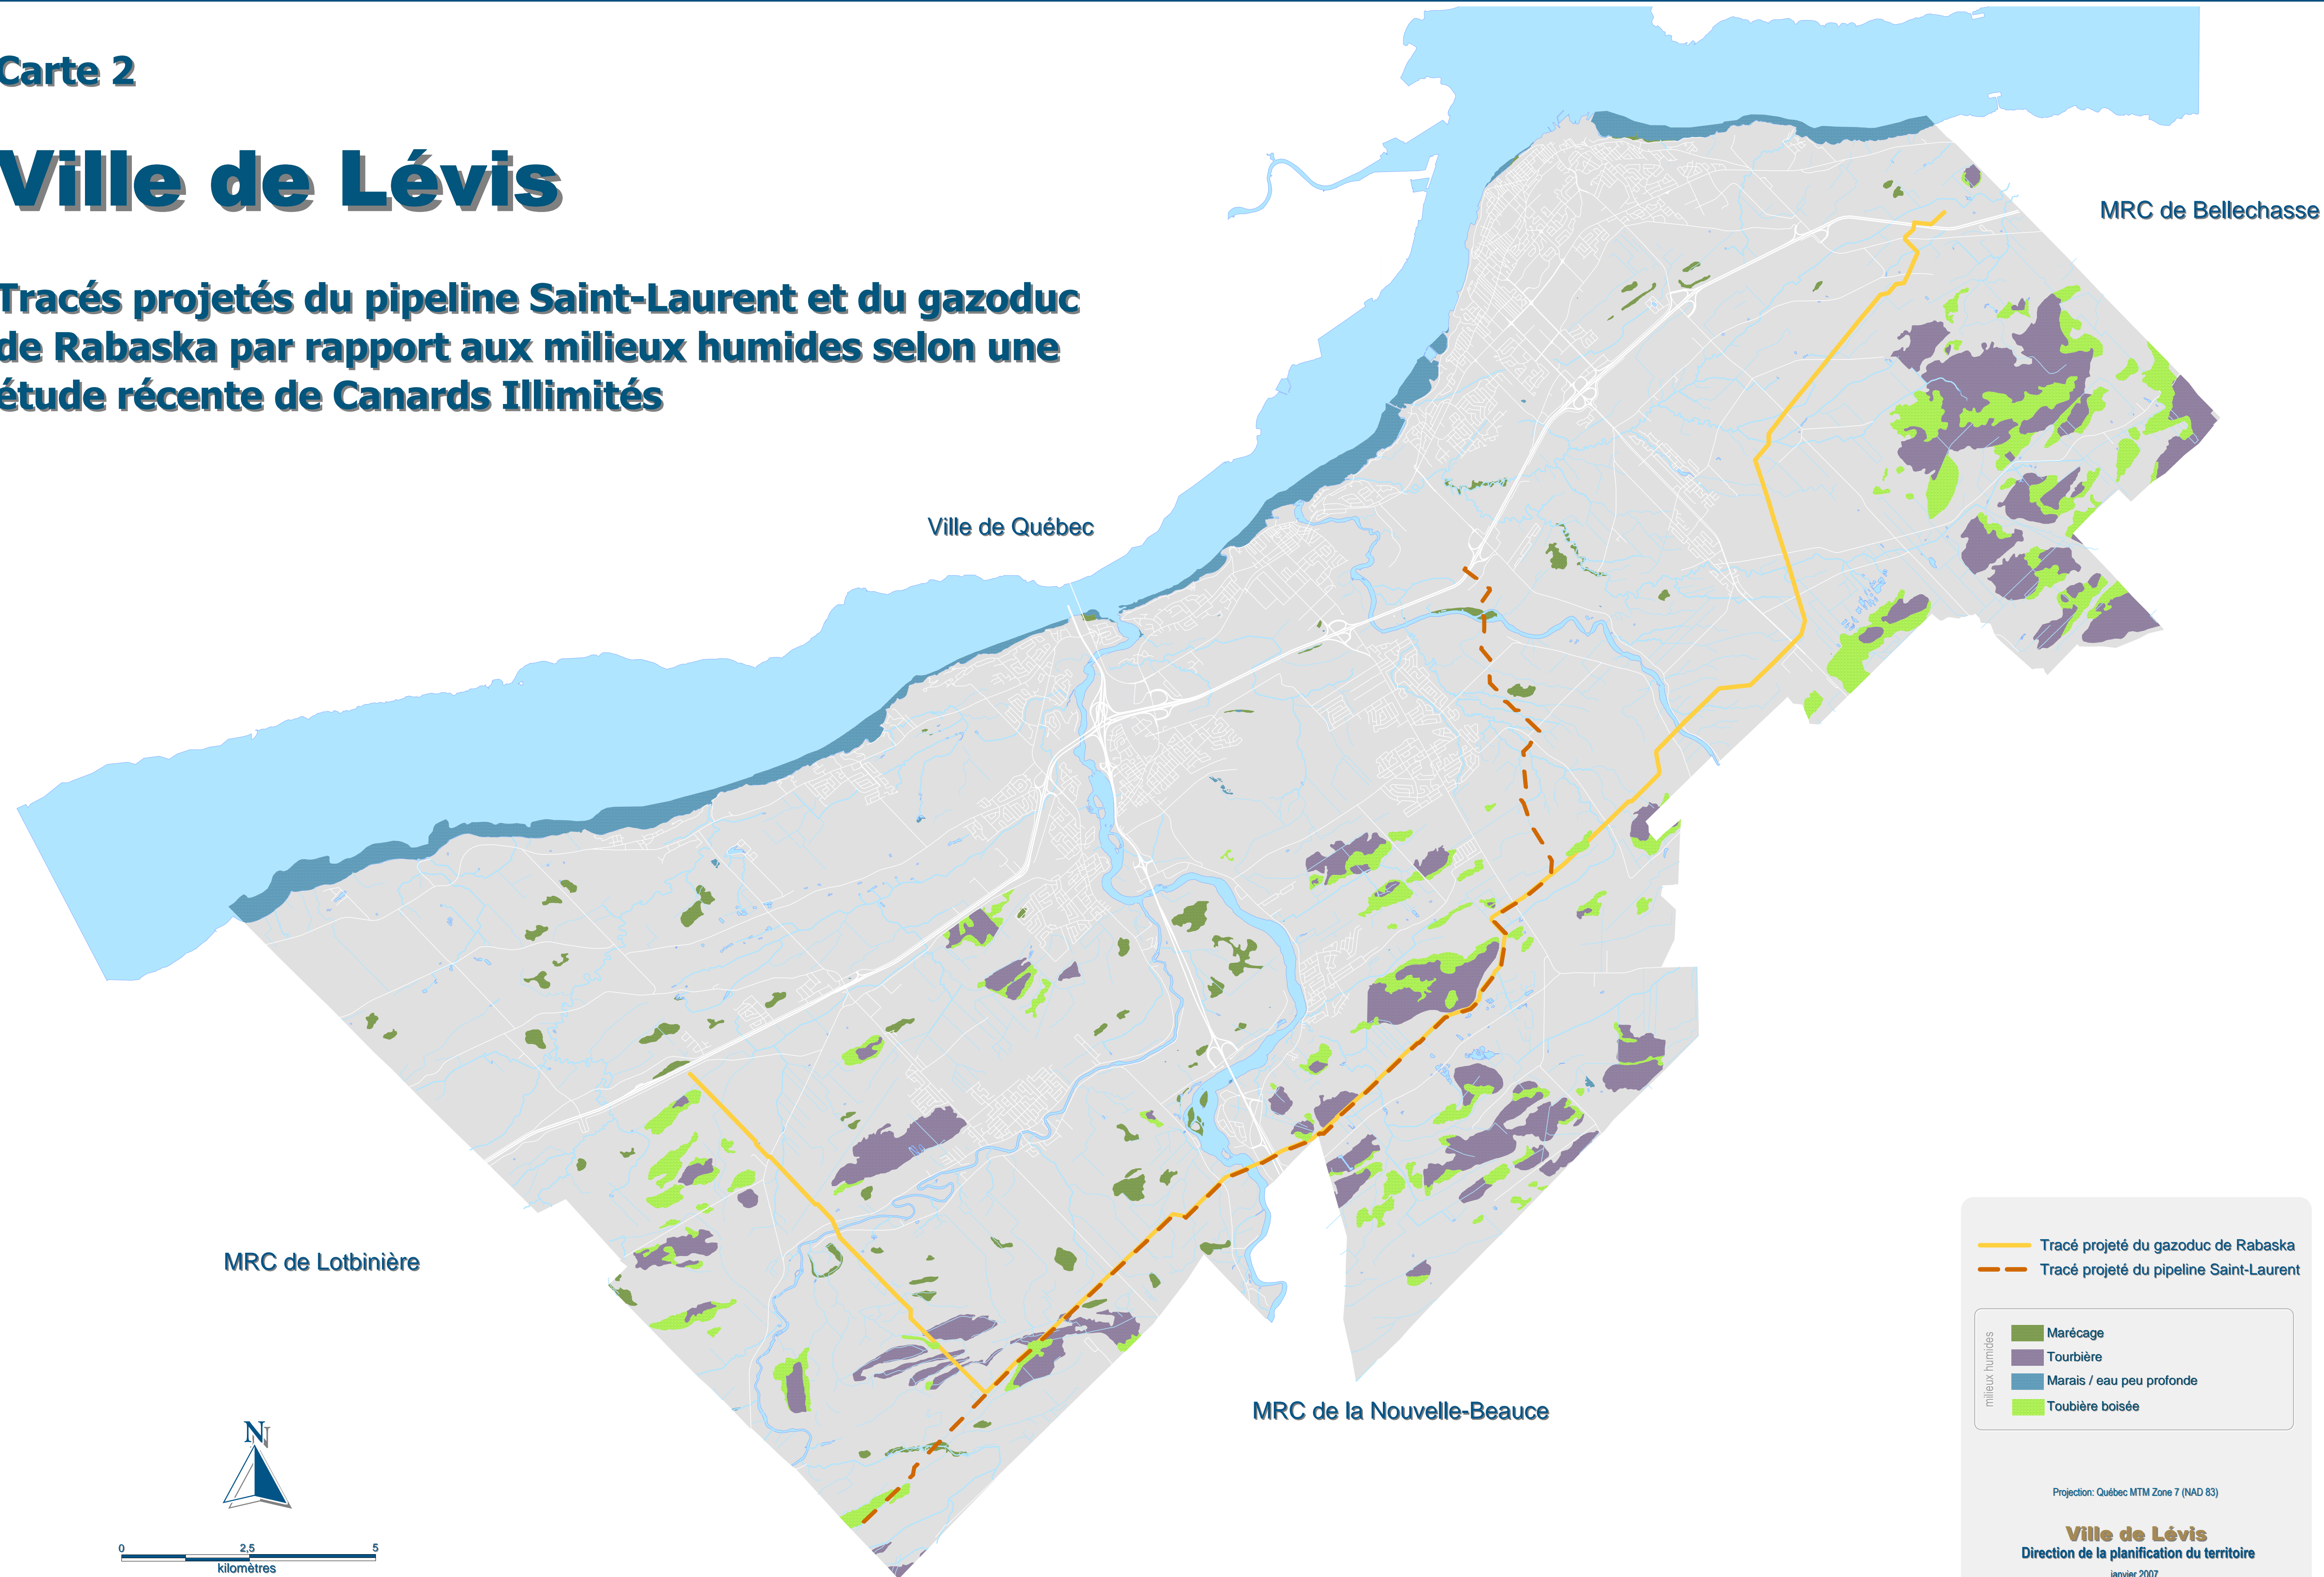 Carte 2
Ville de Lévis
Tracés projetés du pipeline Saint-Laurent et du gazoduc
de Rabaska par rapport aux milieux humides selon une
étude récente de Canards Illimités
MRC de Bellechasse
Ville de Québec
MRC de Lotbinière
MRC de la Nouvelle-Beauce
N
0 2,5 5
kilomètres
Tracé projeté du gazoduc de Rabaska
Tracé projeté du pipeline Saint-Laurent
milieux humides
Marécage
Tourbière
Marais / eau peu profonde
Toubière boisée
Projection: Québec MTM Zone 7 (NAD 83)
Ville de Lévis
Direction de la planification du territoire
janvier 2007